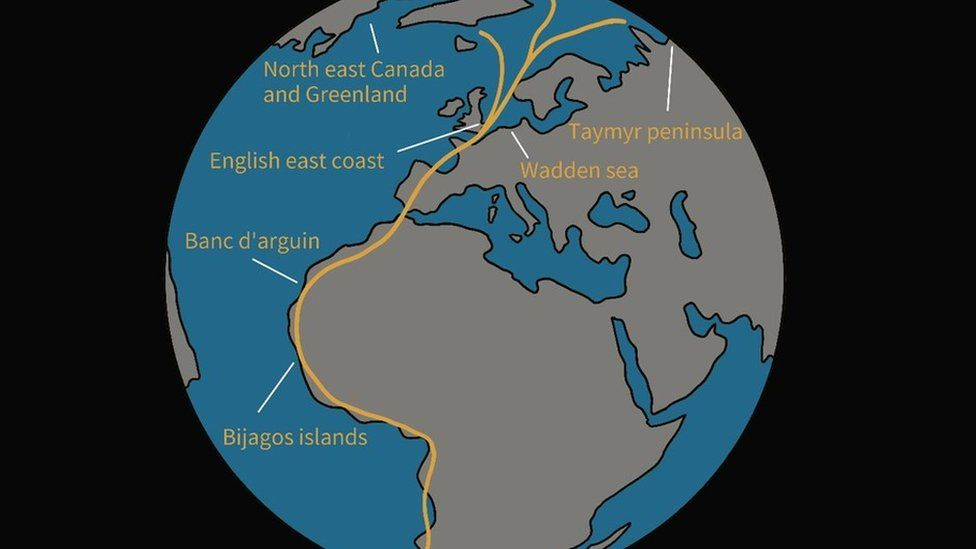 North east Canada
and Greenland
Taymyr peninsula
English east coast
Wadden sea
Banc d'arguin
Bijagos islands